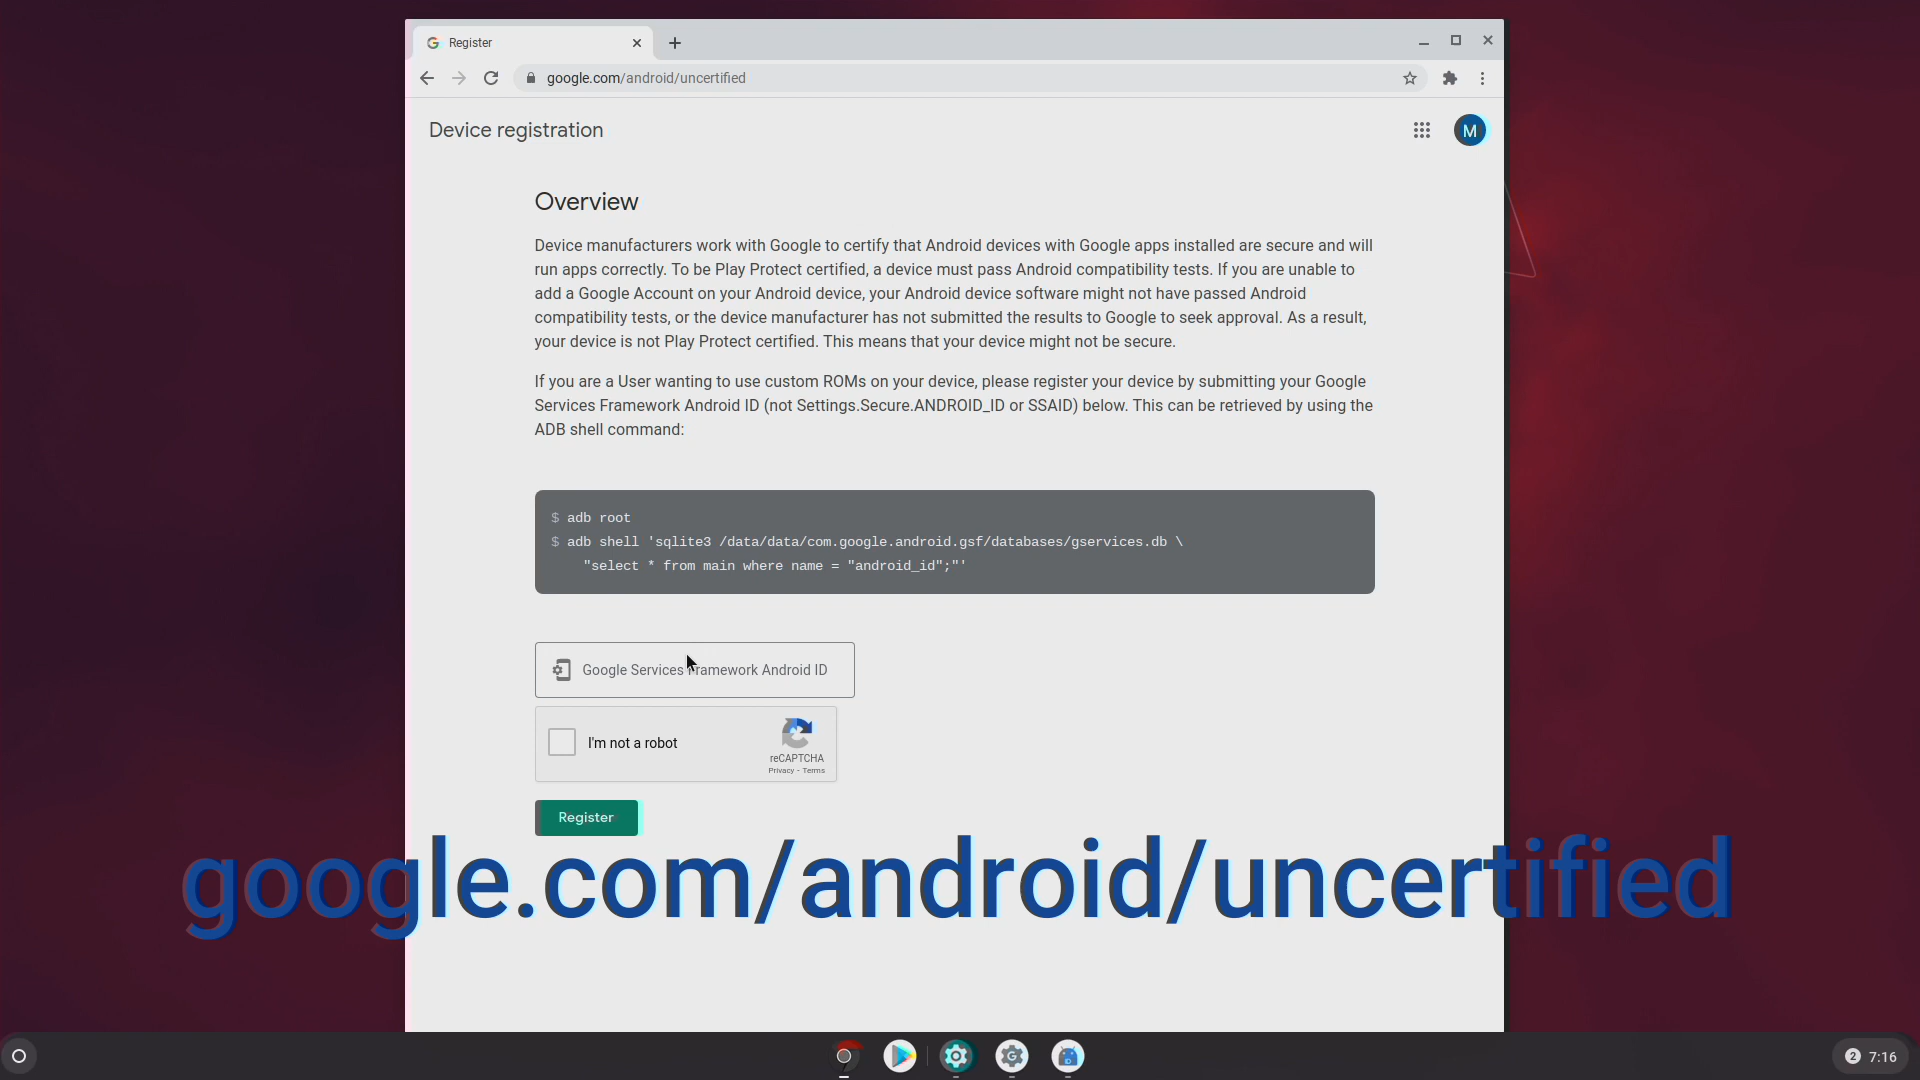 Register
google.com/android/uncertified
Device registration
M
Overview
Device manufacturers work with Google to certify that Android devices with Google apps installed are secure and will
run apps correctly. To be Play Protect certified, a device must pass Android compatibility tests. If you are unable to
add a Google Account on your Android device, your Android device software might not have passed Android
compatibility tests, or the device manufacturer has not submitted the results to Google to seek approval. As a result,
your device is not Play Protect certified. This means that your device might not be secure.
If you are a User wanting to use custom ROMs on your device, please register your device by submitting your Google
Services Framework Android ID (not Settings.Secure.ANDROID_ID or SSAID) below. This can be retrieved by using the
ADB shell command:
$ adb root
$ adb shell 'sqlite3 /data/data/com.google.android.gsf/databases/gservices.db \
"select * from main where name = "android_id";"'
Google Services Framework Android ID
I'm not a robot
reCAPTCHA
Privacy - Terms
Register
google.com/android/uncertified
2 7:16